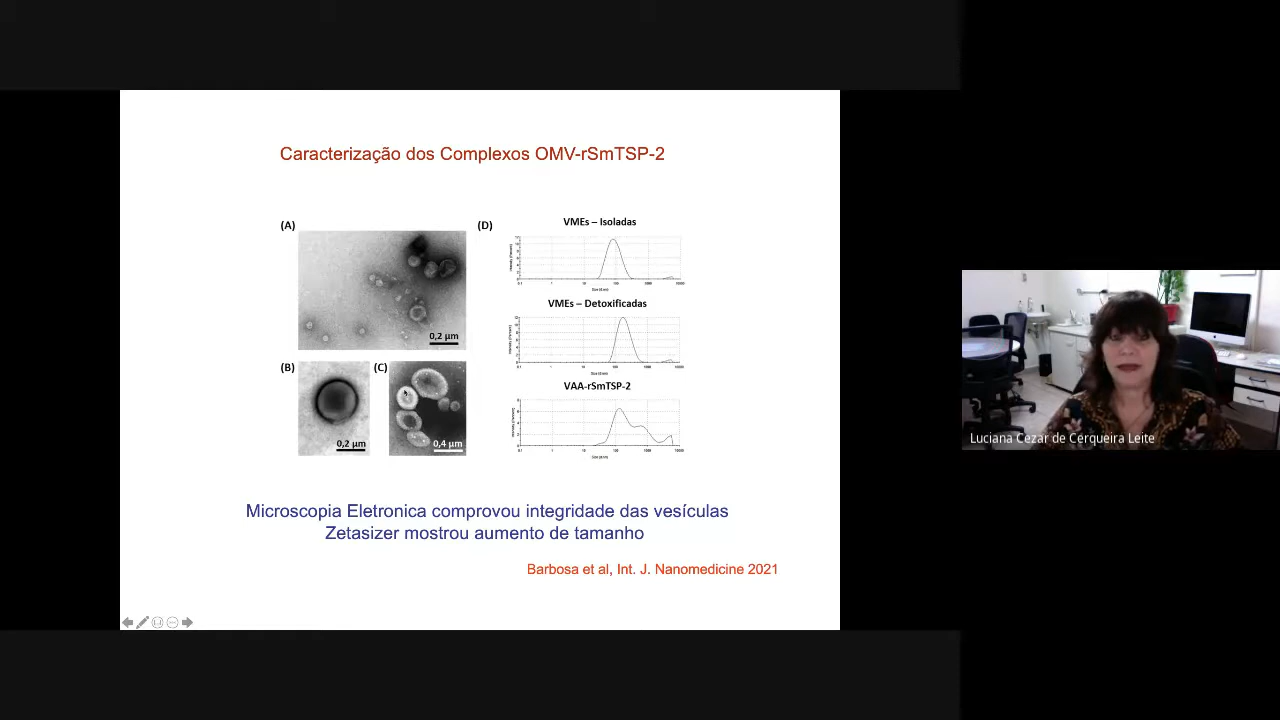 Caracterização dos Complexos OMV-rSmTSP-2
(A)
0,2 µm
(B)
0,2 µm
(C)
0,4 µm
(D)
VMEs – Isoladas
VMEs – Detoxificadas
VAA-rSmTSP-2
Microscopia Eletronica comprovou integridade das vesículas
Zetasizer mostrou aumento de tamanho
Barbosa et al, Int. J. Nanomedicine 2021
Luciana Cezar de Cerqueira Leite